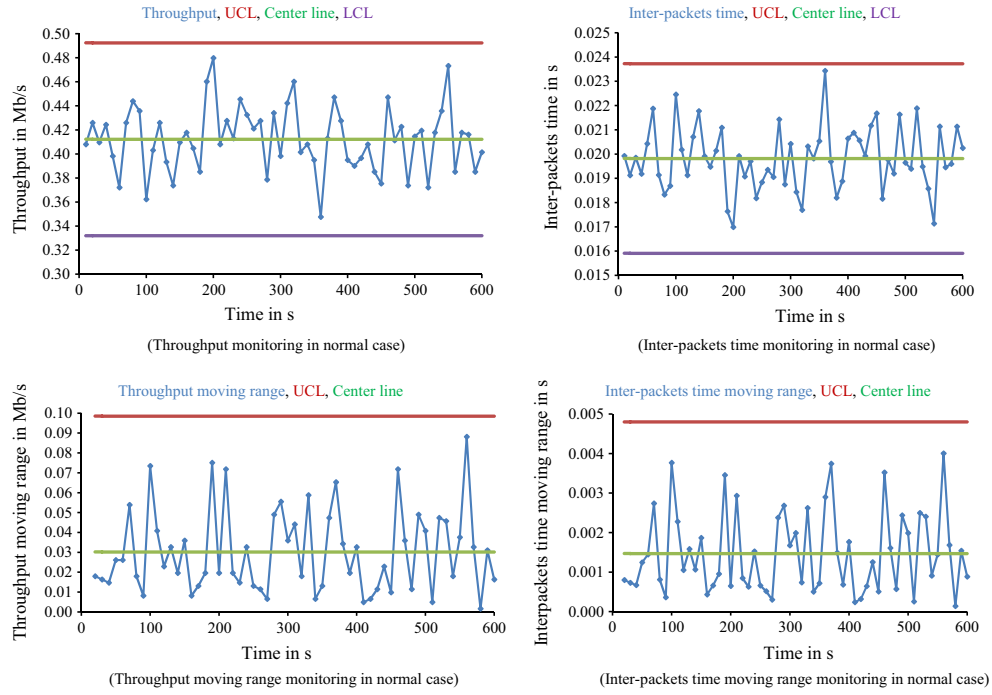 Throughput, UCL, Center line, LCL
Throughput in Mb/s
0.50
0.48
0.46
0.44
0.42
0.40
0.38
0.36
0.34
0.32
0.30
0 100 200 300 400 500 600
Time in s
(Throughput monitoring in normal case)
Inter-packets time, UCL, Center line, LCL
Inter-packets time in s
0.025
0.024
0.023
0.022
0.021
0.020
0.019
0.018
0.017
0.016
0.015
0 100 200 300 400 500 600
Time in s
(Inter-packets time monitoring in normal case)
Throughput moving range, UCL, Center line
Throughput moving range in Mb/s
0.10
0.09
0.08
0.07
0.06
0.05
0.04
0.03
0.02
0.01
0.00
0 100 200 300 400 500 600
Time in s
(Throughput moving range monitoring in normal case)
Inter-packets time moving range, UCL, Center line
Interpackets time moving range in s
0.005
0.004
0.003
0.002
0.001
0.000
0 100 200 300 400 500 600
Time in s
(Inter-packets time moving range monitoring in normal case)